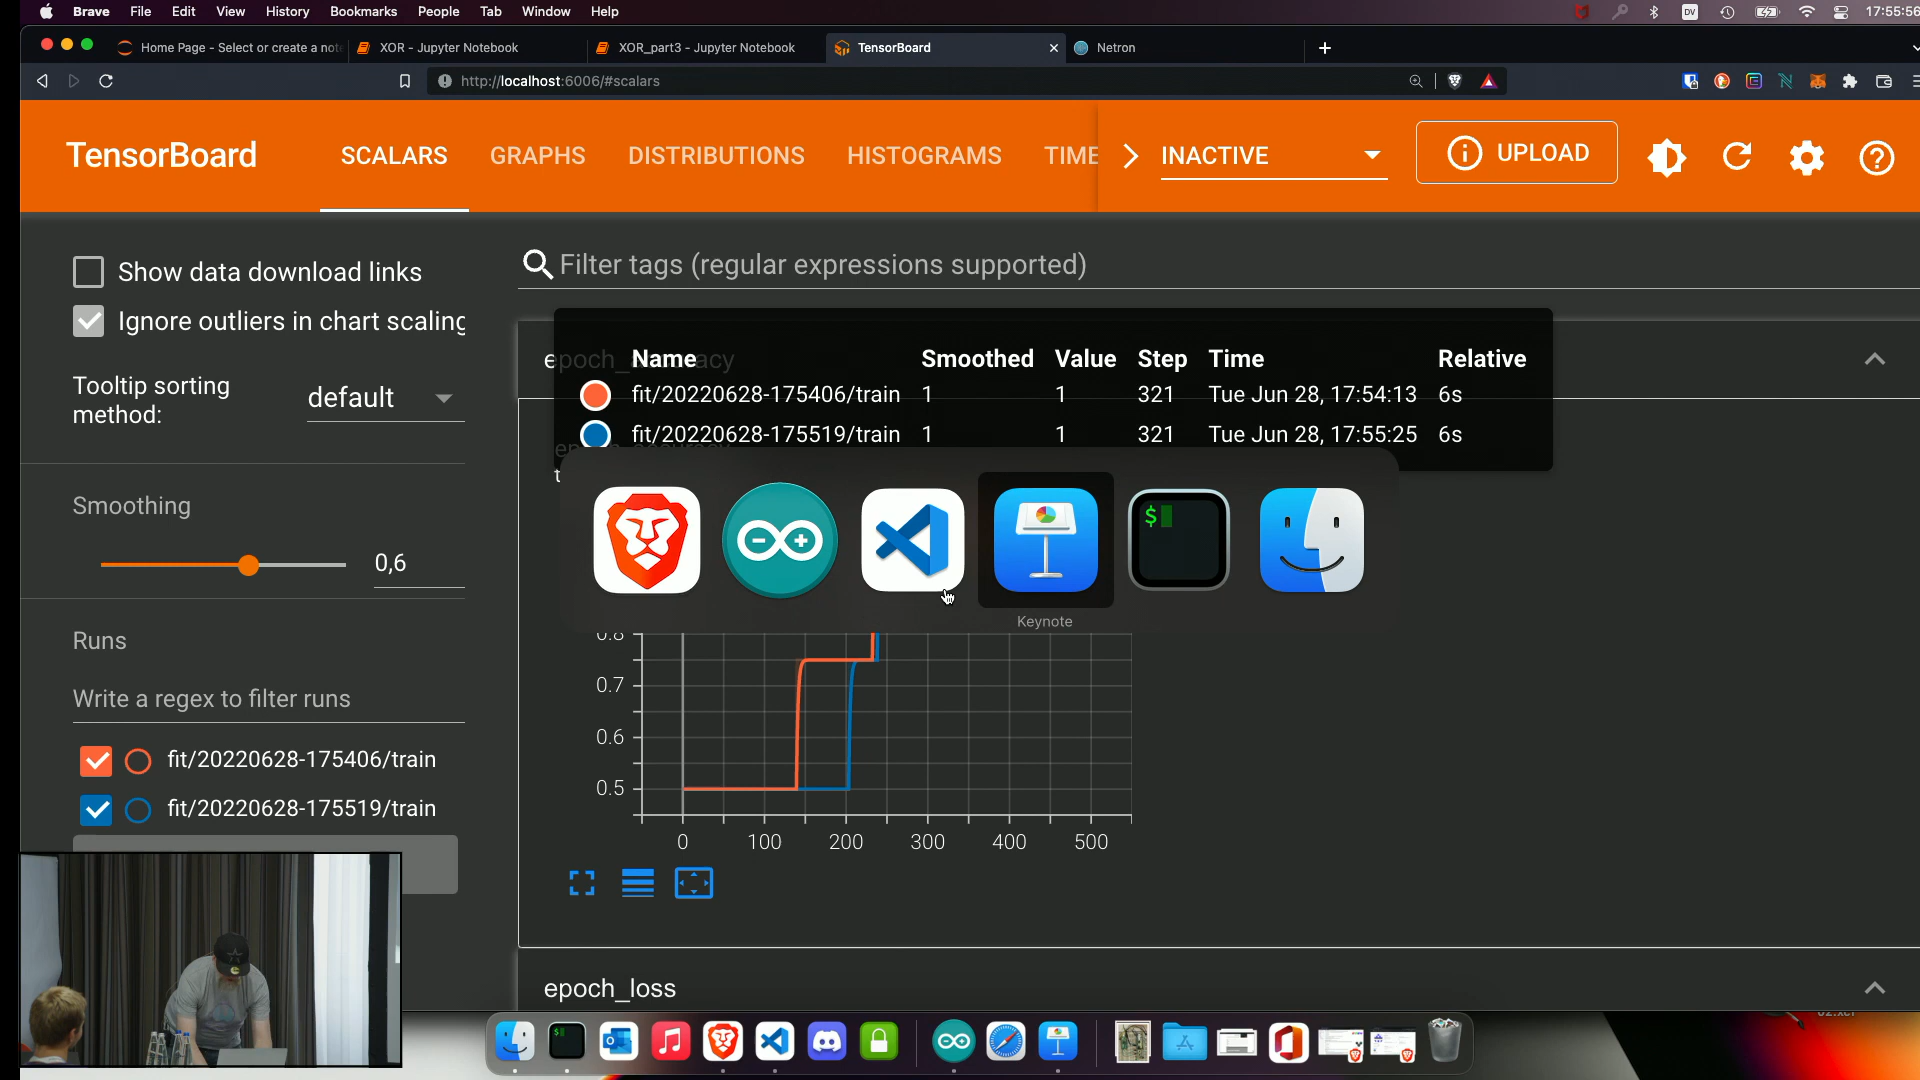 Brave File Edit View History Bookmarks People Tab Window Help DV 17:55:56
Home Page - Select or create a not XOR - Jupyter Notebook XOR_part3 - Jupyter Notebook TensorBoard Netron
http://localhost:6006/#scalars
TensorBoard SCALARS GRAPHS DISTRIBUTIONS HISTOGRAMS TIME INACTIVE UPLOAD
Show data download links
Ignore outliers in chart scaling
Tooltip sorting
method:
default
Smoothing
0,6
Runs
Write a regex to filter runs
fit/20220628-175406/train
fit/20220628-175519/train
Filter tags (regular expressions supported)
epoch_accuracy
Name Smoothed Value Step Time Relative
fit/20220628-175406/train 1 1 321 Tue Jun 28, 17:54:13 6s
fit/20220628-175519/train 1 1 321 Tue Jun 28, 17:55:25 6s
$
Keynote
0.8
0.7
0.6
0.5
0 100 200 300 400 500
epoch_loss